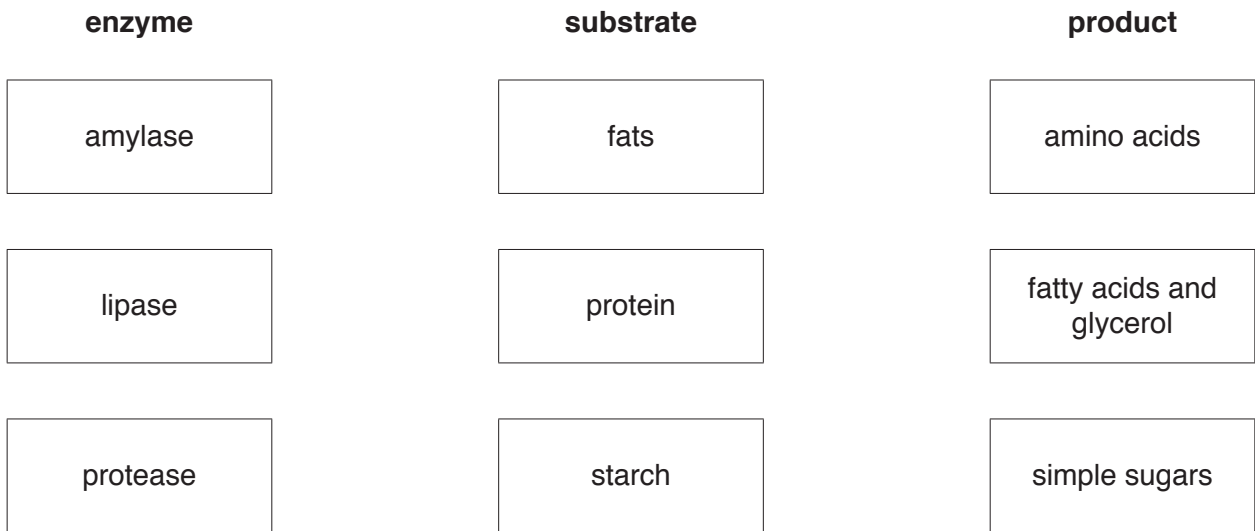 enzyme substrate product
amylase fats amino acids
lipase protein fatty acids and
glycerol
protease starch simple sugars